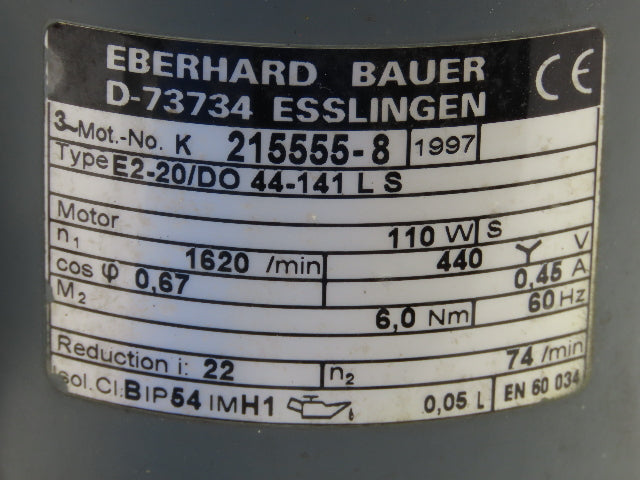 EBERHARD BAUER
D-73734 ESSLINGEN
CE
3~Mot.-No. K 215555-8 1997
Type E2-20/DO 44-141 L S
Motor 110 W S
n1 1620 /min 440 Y V
cos φ 0,67 0,45 A
M2 6,0 Nm 60 Hz
Reduction i: 22 n2 74 /min
Isol.Cl.B IP54 IM H1 0,05 L EN 60 034